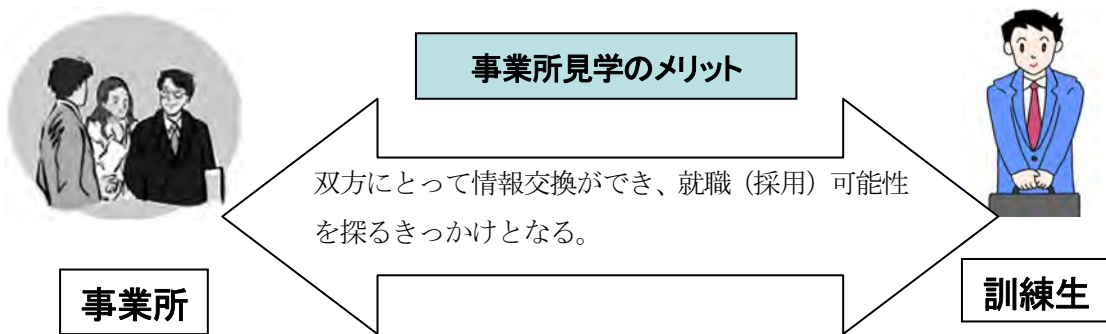 事業所見学のメリット
双方にとって情報交換ができ、就職（採用）可能性
を探るきっかけとなる。
事業所
訓練生